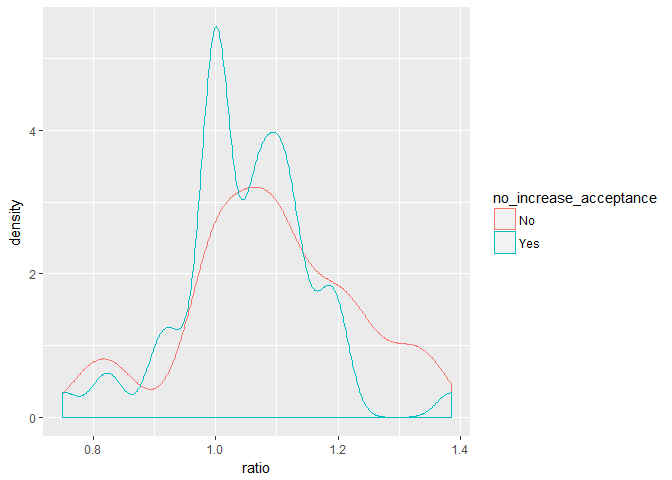 density
4
2
0
0.8
1.0
1.2
1.4
ratio
no_increase_acceptance
No
Yes